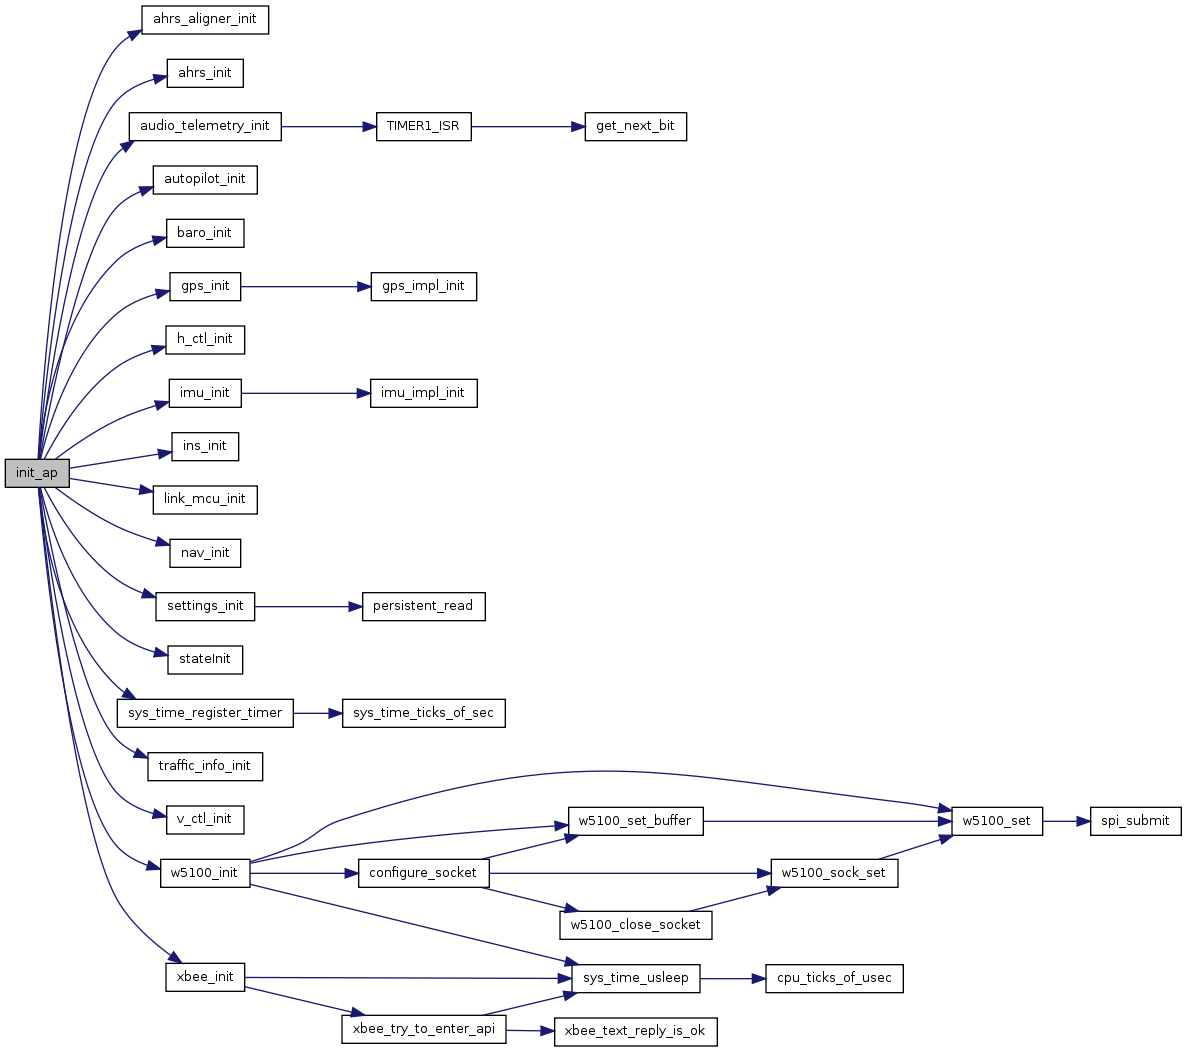 ahrs_aligner_init
ahrs_init
audio_telemetry_init
TIMER1_ISR
get_next_bit
autopilot_init
baro_init
gps_init
gps_impl_init
h_ctl_init
imu_init
imu_impl_init
ins_init
init_ap
link_mcu_init
nav_init
settings_init
persistent_read
stateInit
sys_time_register_timer
sys_time_ticks_of_sec
traffic_info_init
v_ctl_init
w5100_set_buffer
w5100_set
spi_submit
w5100_init
configure_socket
w5100_sock_set
w5100_close_socket
xbee_init
sys_time_usleep
cpu_ticks_of_usec
xbee_try_to_enter_api
xbee_text_reply_is_ok